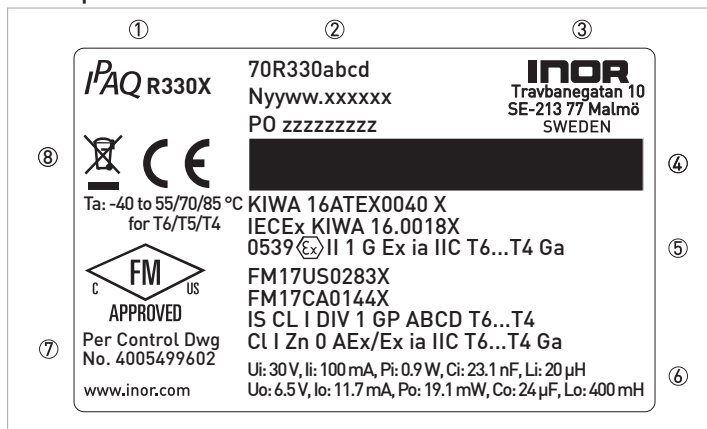 ① ② ③
IPAQ R330X
70R330abcd
Nyyww.xxxxxx
PO zzzzzzzzz
INOR
Travbanegatan 10
SE-213 77 Malmö
SWEDEN
⑧
CE
④
Ta: -40 to 55/70/85 °C
for T6/T5/T4
KIWA 16ATEX0040 X
IECEx KIWA 16.0018X
0539 Ex II 1 G Ex ia IIC T6...T4 Ga
⑤
FM
C US
APPROVED
FM17US0283X
FM17CA0144X
IS CL I DIV 1 GP ABCD T6...T4
Cl I Zn 0 AEx/Ex ia IIC T6...T4 Ga
⑦
Per Control Dwg
No. 4005499602
www.inor.com
Ui: 30 V, Ii: 100 mA, Pi: 0.9 W, Ci: 23.1 nF, Li: 20 µH
Uo: 6.5 V, Io: 11.7 mA, Po: 19.1 mW, Co: 24 µF, Lo: 400 mH
⑥